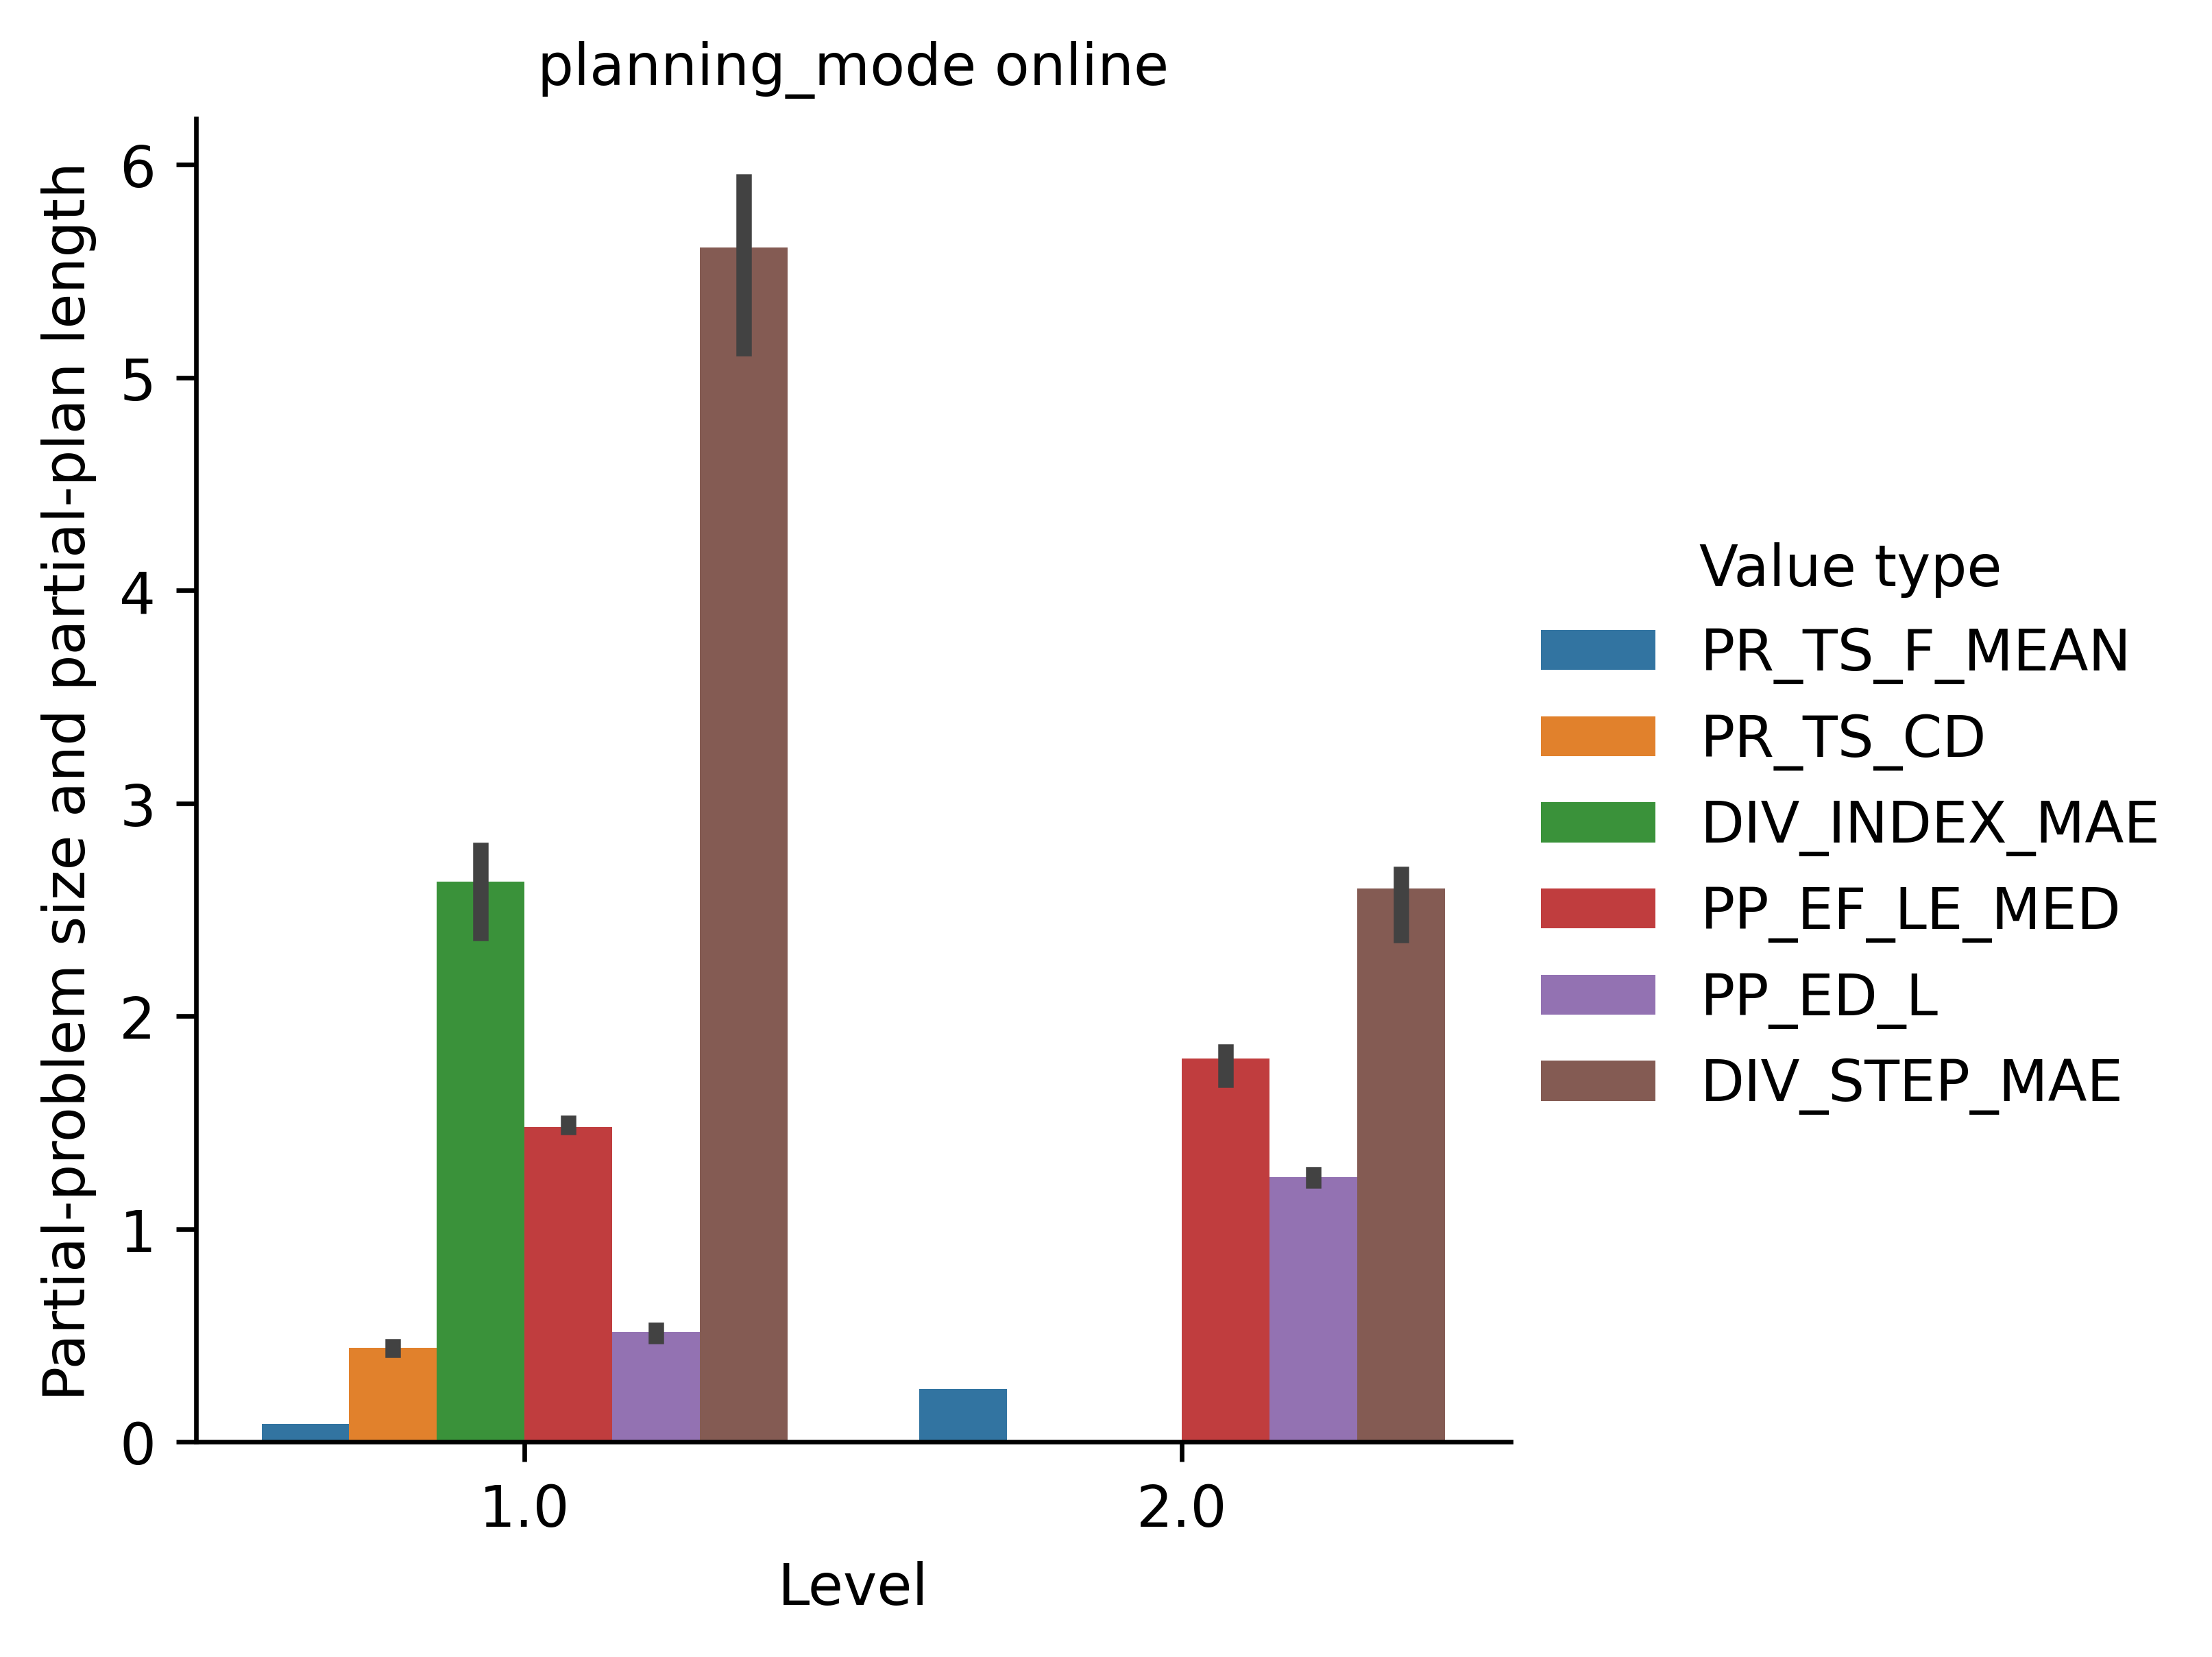 planning_mode online
Partial-problem size and partial-plan length
6
5
4
3
2
1
0
1.0
2.0
Level
Value type
PR_TS_F_MEAN
PR_TS_CD
DIV_INDEX_MAE
PP_EF_LE_MED
PP_ED_L
DIV_STEP_MAE